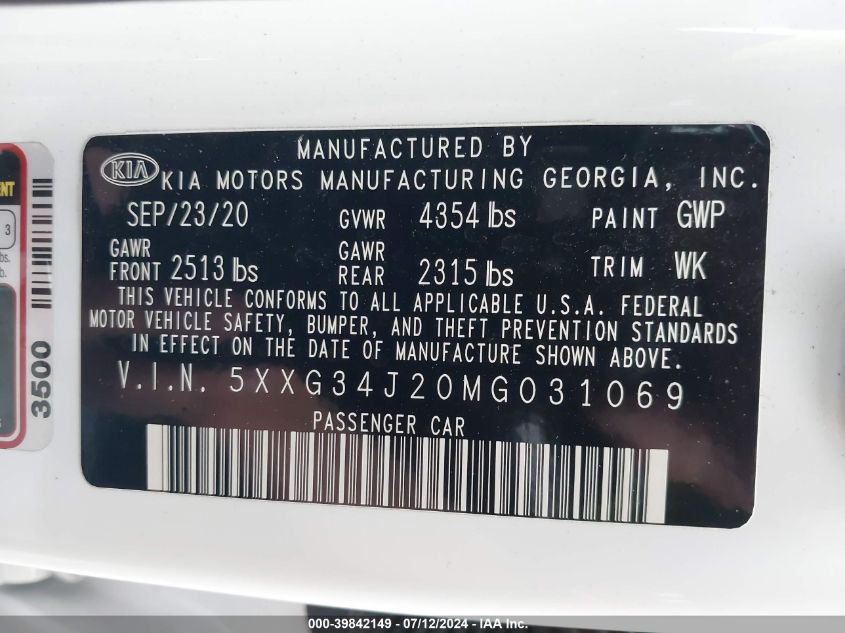 MANUFACTURED BY
KIA KIA MOTORS MANUFACTURING GEORGIA, INC.
SEP/23/20 GVWR 4354 lbs PAINT GWP
GAWR FRONT 2513 lbs GAWR REAR 2315 lbs TRIM WK
THIS VEHICLE CONFORMS TO ALL APPLICABLE U.S.A. FEDERAL
MOTOR VEHICLE SAFETY, BUMPER, AND THEFT PREVENTION STANDARDS
IN EFFECT ON THE DATE OF MANUFACTURE SHOWN ABOVE.
V.I.N. 5XXG34J20MG031069
PASSENGER CAR
3
3500
000-39842149 - 07/12/2024 - IAA Inc.